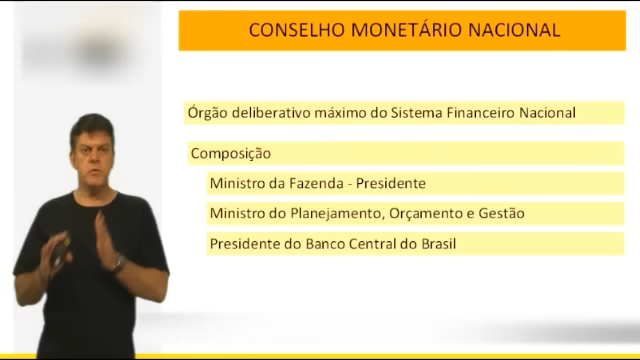 CONSELHO MONETÁRIO NACIONAL
Órgão deliberativo máximo do Sistema Financeiro Nacional
Composição
Ministro da Fazenda - Presidente
Ministro do Planejamento, Orçamento e Gestão
Presidente do Banco Central do Brasil